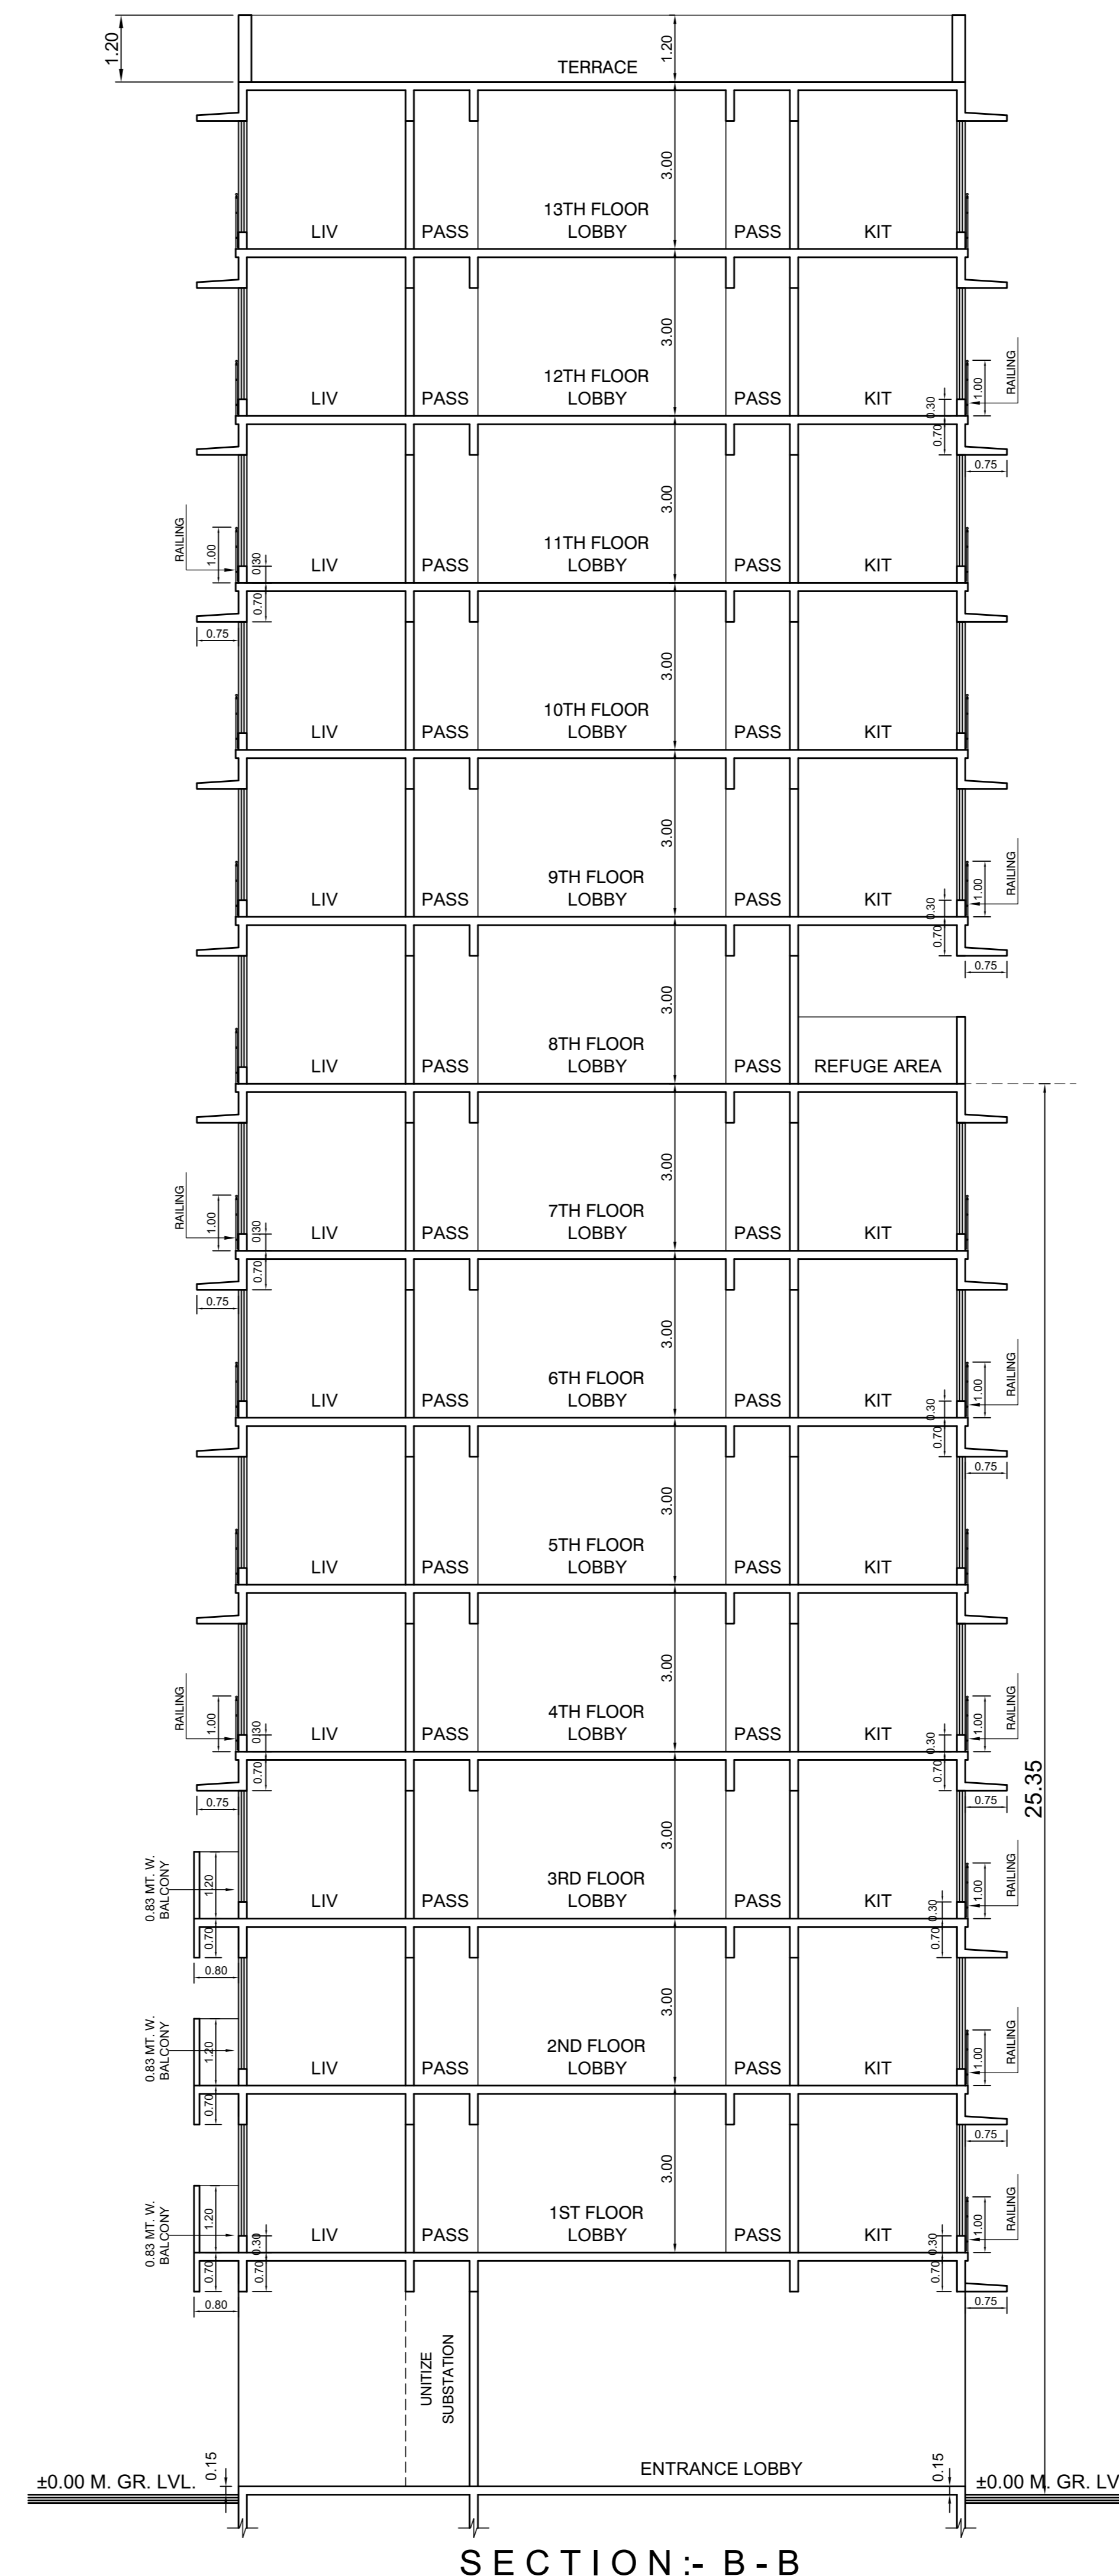 1.20
1.20
TERRACE
3.00
13TH FLOOR
LIV PASS LOBBY PASS KIT
3.00
12TH FLOOR
LIV PASS LOBBY PASS KIT
0.30
0.70
1.00
RAILING
0.75
3.00
11TH FLOOR
LIV PASS LOBBY PASS KIT
RAILING
1.00
0.30
0.70
0.75
3.00
10TH FLOOR
LIV PASS LOBBY PASS KIT
3.00
9TH FLOOR
LIV PASS LOBBY PASS KIT
0.30
0.70
1.00
RAILING
0.75
3.00
8TH FLOOR
LIV PASS LOBBY PASS REFUGE AREA
3.00
7TH FLOOR
LIV PASS LOBBY PASS KIT
RAILING
1.00
0.30
0.70
0.75
3.00
6TH FLOOR
LIV PASS LOBBY PASS KIT
0.30
0.70
1.00
RAILING
0.75
3.00
5TH FLOOR
LIV PASS LOBBY PASS KIT
3.00
4TH FLOOR
LIV PASS LOBBY PASS KIT
RAILING
1.00
0.30
0.70
0.75
0.30
0.70
1.00
RAILING
0.75
25.35
3.00
3RD FLOOR
LIV PASS LOBBY PASS KIT
0.83 MT. W.
BALCONY
1.20
0.70
0.80
0.30
0.70
1.00
RAILING
3.00
2ND FLOOR
LIV PASS LOBBY PASS KIT
0.83 MT. W.
BALCONY
1.20
0.70
1.00
RAILING
0.75
3.00
1ST FLOOR
LIV PASS LOBBY PASS KIT
0.83 MT. W.
BALCONY
1.20
0.70
0.80
0.30
0.70
0.30
0.70
1.00
RAILING
0.75
UNITIZE
SUBSTATION
ENTRANCE LOBBY
0.15
0.15
±0.00 M. GR. LVL.
±0.00 M. GR. LV
SECTION:- B-B